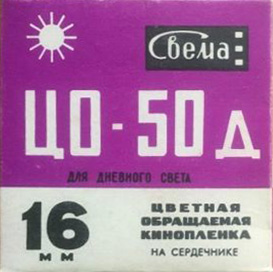 Свема
ЦО-50Д
ДЛЯ ДНЕВНОГО СВЕТА
16
ММ
ЦВЕТНАЯ
ОБРАЩАЕМАЯ
КИНОПЛЕНКА
НА СЕРДЕЧНИКЕ